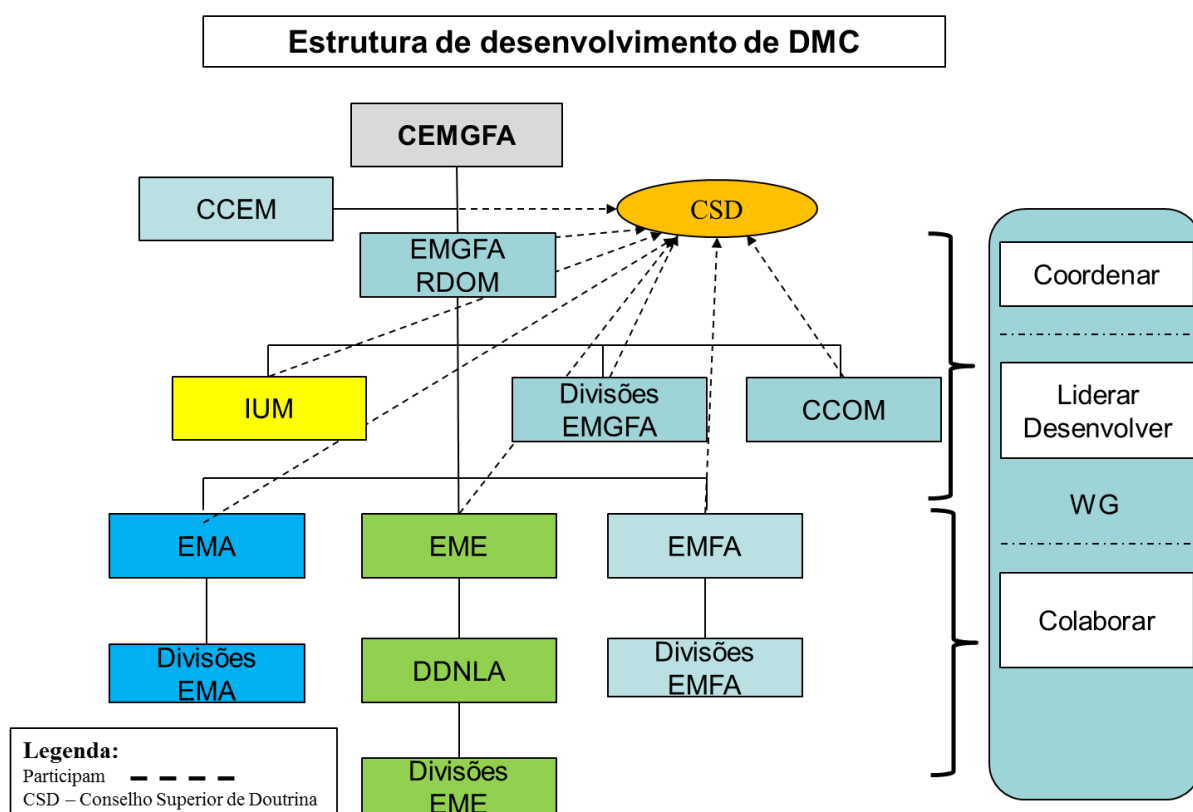 Estrutura de desenvolvimento de DMC
CEMGFA
CCEM
CSD
EMGFA
RDOM
Coordenar
IUM
Divisões
EMGFA
CCOM
Liderar
Desenvolver
WG
EMA
EME
EMFA
Colaborar
Divisões
EMA
DDNLA
Divisões
EMFA
Divisões
EME
Legenda:
Participam
CSD – Conselho Superior de Doutrina